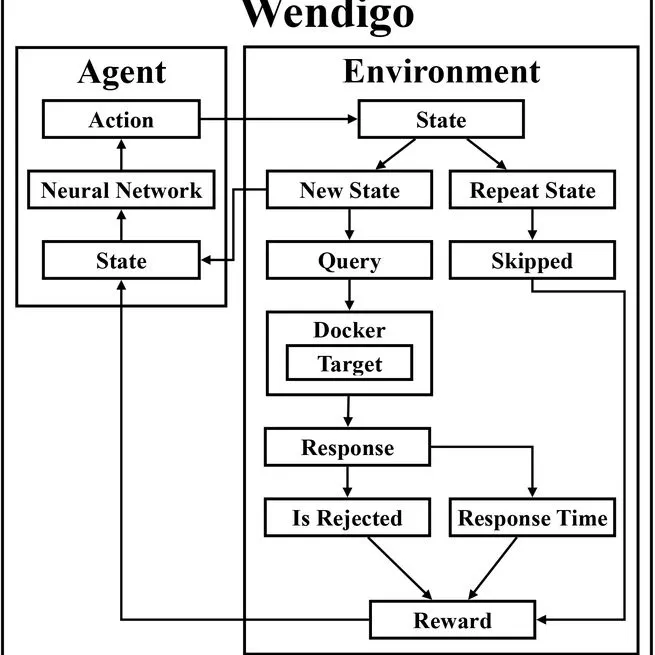 Wendigo
Agent
Action
Neural Network
State
Environment
State
New State
Repeat State
Query
Skipped
Docker
Target
Response
Is Rejected
Response Time
Reward